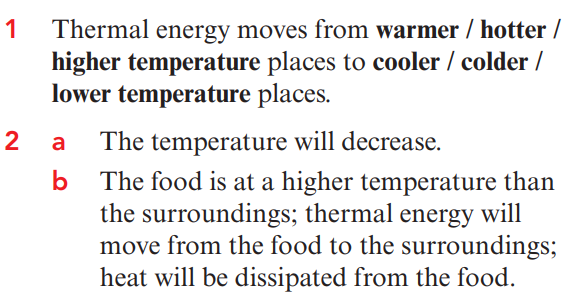 1 Thermal energy moves from warmer / hotter /
higher temperature places to cooler / colder /
lower temperature places.
2 a The temperature will decrease.
b The food is at a higher temperature than
the surroundings; thermal energy will
move from the food to the surroundings;
heat will be dissipated from the food.